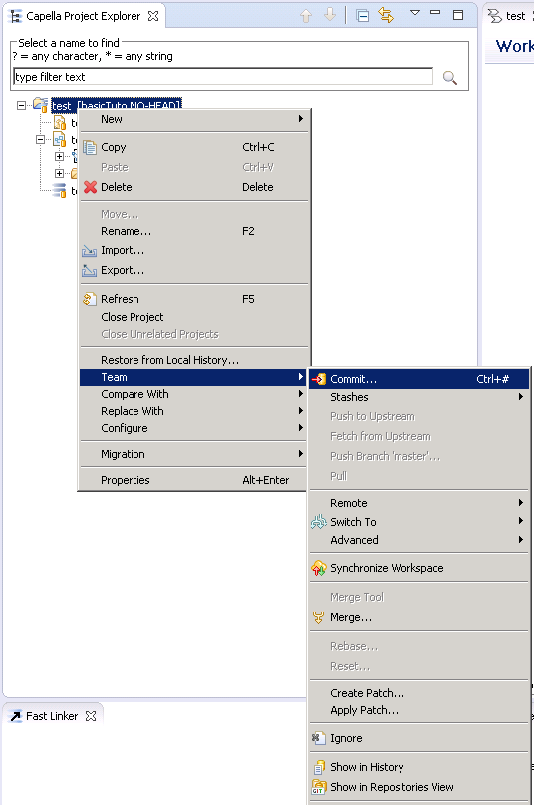 Capella Project Explorer
test
Select a name to find
? = any character, * = any string
Work
type filter text
test [basicTuto NO-HEAD]
New
Copy Ctrl+C
Paste Ctrl+V
Delete Delete
Move...
Rename... F2
Import...
Export...
Refresh F5
Close Project
Close Unrelated Projects
Restore from Local History...
Team
Compare With
Replace With
Configure
Migration
Properties Alt+Enter
Commit... Ctrl+#
Stashes
Push to Upstream
Fetch from Upstream
Push Branch 'master'...
Pull
Remote
Switch To
Advanced
Synchronize Workspace
Merge Tool
Merge...
Rebase...
Reset...
Create Patch...
Apply Patch...
Ignore
Show in History
GIT Show in Repositories View
Fast Linker